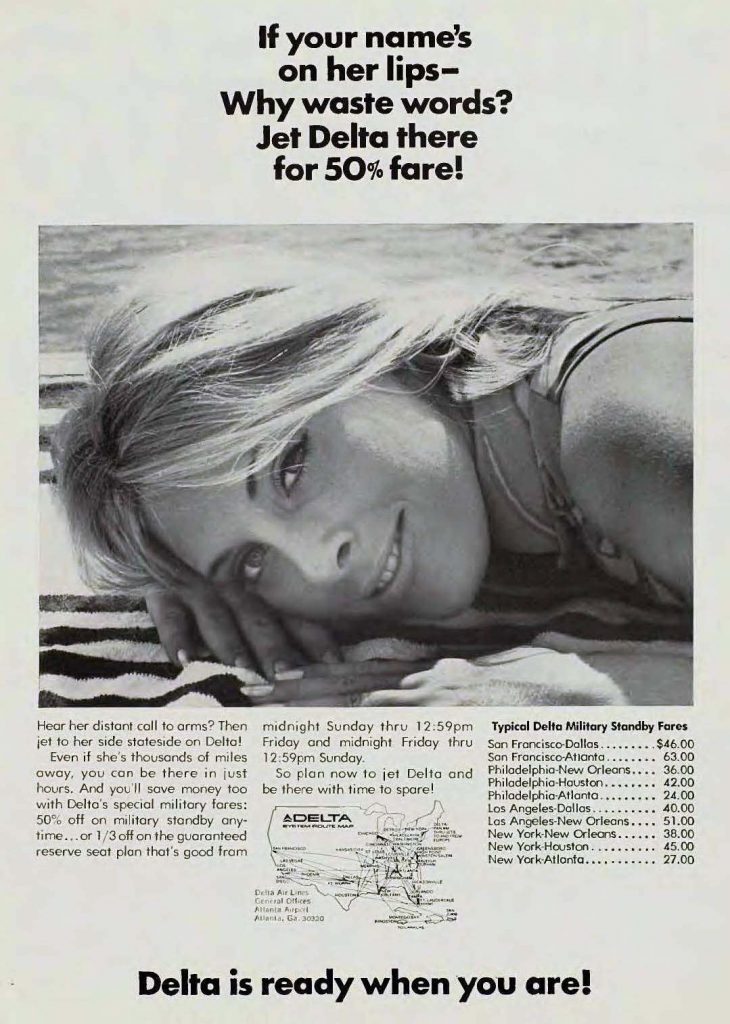 If your name's
on her lips–
Why waste words?
Jet Delta there
for 50% fare!
Hear her distant call to arms? Then
jet to her side stateside on Delta!
Even if she's thousands of miles
away, you can be there in just
hours. And you'll save money too
with Delta's special military fares:
50% off on military standby any-
time...or 1/3 off on the guaranteed
reserve seat plan that's good from
midnight Sunday thru 12:59pm
Friday and midnight Friday thru
12:59pm Sunday.
So plan now to jet Delta and
be there with time to spare!
DELTA
SYSTEM ROUTE MAP
Delta Air Lines
General Offices
Atlanta Airport
Atlanta, Ga. 30320
Typical Delta Military Standby Fares
San Francisco-Dallas.........$46.00
San Francisco-Atlanta........ 63.00
Philadelphia-New Orleans.... 36.00
Philadelphia-Houston........ 42.00
Philadelphia-Atlanta......... 24.00
Los Angeles-Dallas.......... 40.00
Los Angeles-New Orleans.... 51.00
New York-New Orleans...... 38.00
New York-Houston.......... 45.00
New York-Atlanta........... 27.00
Delta is ready when you are!